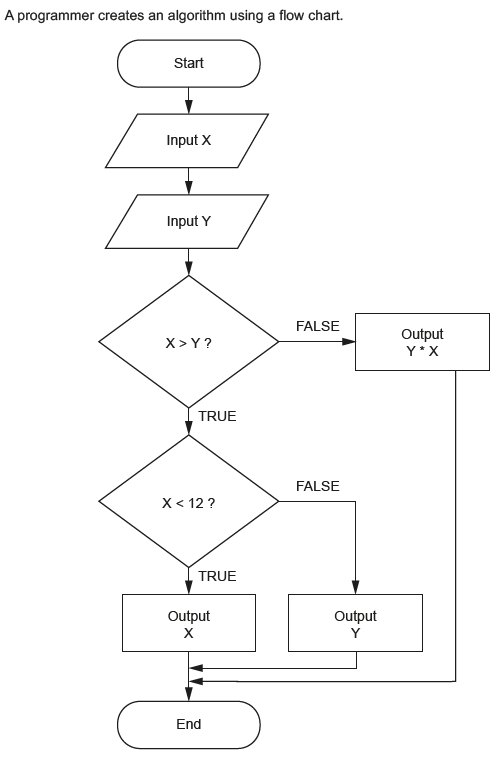 A programmer creates an algorithm using a flow chart.
Start
Input X
Input Y
X > Y ?
FALSE
Output
Y * X
TRUE
X < 12 ?
FALSE
TRUE
Output
X
Output
Y
End